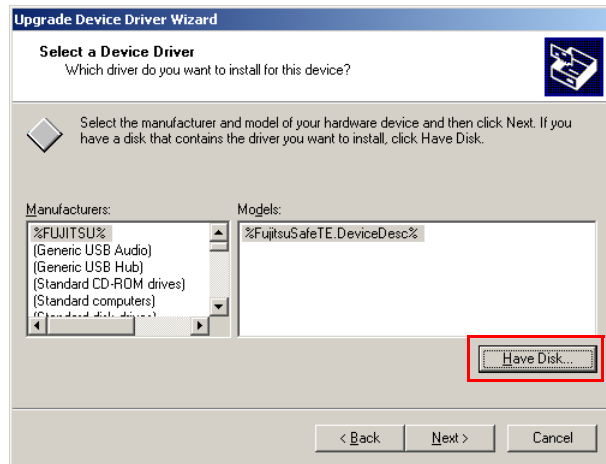 Upgrade Device Driver Wizard
Select a Device Driver
Which driver do you want to install for this device?
Select the manufacturer and model of your hardware device and then click Next. If you
have a disk that contains the driver you want to install, click Have Disk.
Manufacturers:
%FUJITSU%
(Generic USB Audio)
(Generic USB Hub)
(Standard CD-ROM drives)
(Standard computers)
(Standard disk drives)
Models:
%FujitsuSafeTE.DeviceDesc%
Have Disk...
< Back
Next >
Cancel